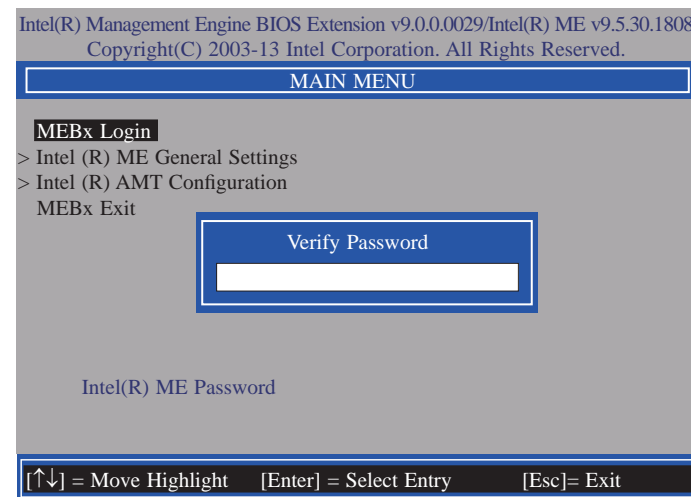 Intel(R) Management Engine BIOS Extension v9.0.0.0029/Intel(R) ME v9.5.30.1808
Copyright(C) 2003-13 Intel Corporation. All Rights Reserved.
MAIN MENU
MEBx Login
> Intel (R) ME General Settings
> Intel (R) AMT Configuration
MEBx Exit
Verify Password
Intel(R) ME Password
[↑↓] = Move Highlight [Enter] = Select Entry [Esc]= Exit